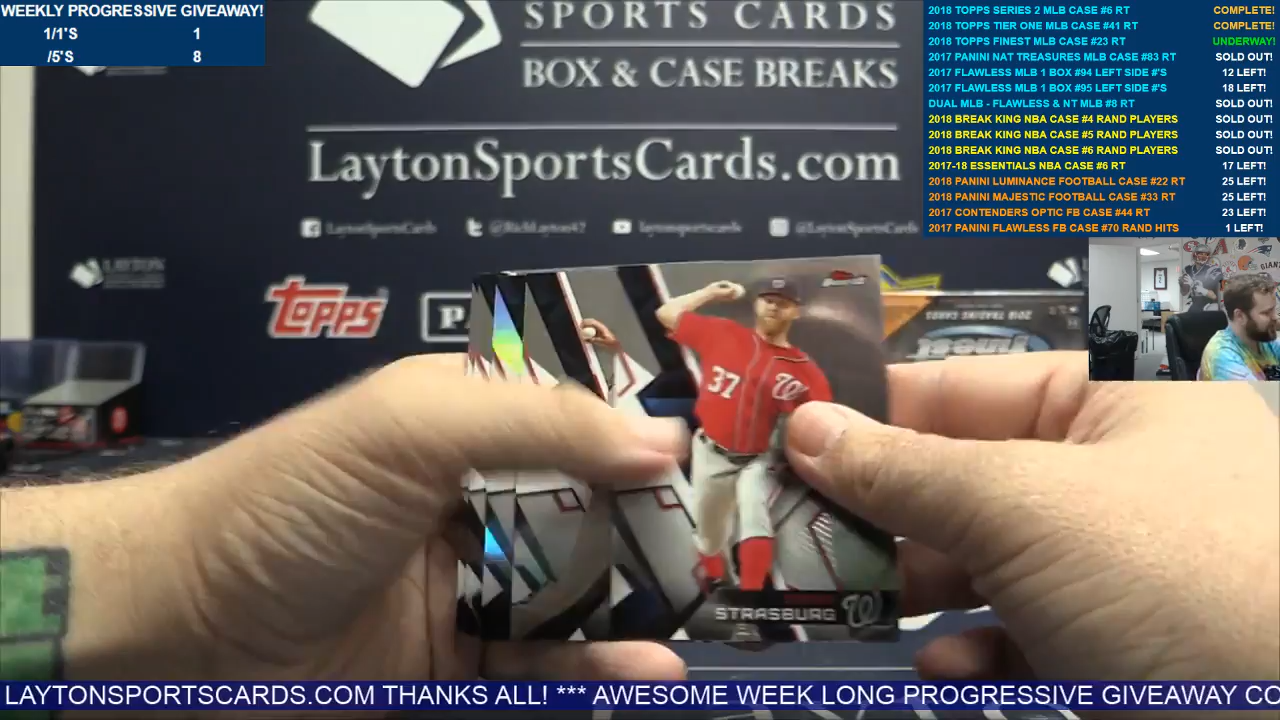 WEEKLY PROGRESSIVE GIVEAWAY!
1/1'S 1
/5'S 8
SPORTS CARDS
BOX & CASE BREAKS
LaytonSportsCards.com
LaytonSportsCards
@RichLayton47
laytonsportscards
@LaytonSportsCards
LAYTON
Topps
PA
2018 TOPPS SERIES 2 MLB CASE #6 RT COMPLETE!
2018 TOPPS TIER ONE MLB CASE #41 RT COMPLETE!
2018 TOPPS FINEST MLB CASE #23 RT UNDERWAY!
2017 PANINI NAT TREASURES MLB CASE #83 RT SOLD OUT!
2017 FLAWLESS MLB 1 BOX #94 LEFT SIDE #'S 12 LEFT!
2017 FLAWLESS MLB 1 BOX #95 LEFT SIDE #'S 18 LEFT!
DUAL MLB - FLAWLESS & NT MLB #8 RT SOLD OUT!
2018 BREAK KING NBA CASE #4 RAND PLAYERS SOLD OUT!
2018 BREAK KING NBA CASE #5 RAND PLAYERS SOLD OUT!
2018 BREAK KING NBA CASE #6 RAND PLAYERS SOLD OUT!
2017-18 ESSENTIALS NBA CASE #6 RT 17 LEFT!
2018 PANINI LUMINANCE FOOTBALL CASE #22 RT 25 LEFT!
2018 PANINI MAJESTIC FOOTBALL CASE #33 RT 25 LEFT!
2017 CONTENDERS OPTIC FB CASE #44 RT 23 LEFT!
2017 PANINI FLAWLESS FB CASE #70 RAND HITS 1 LEFT!
2018 TRADING CARDS
finest
37
W
STRASBURG
W
LAYTONSPORTSCARDS.COM THANKS ALL! *** AWESOME WEEK LONG PROGRESSIVE GIVEAWAY CO